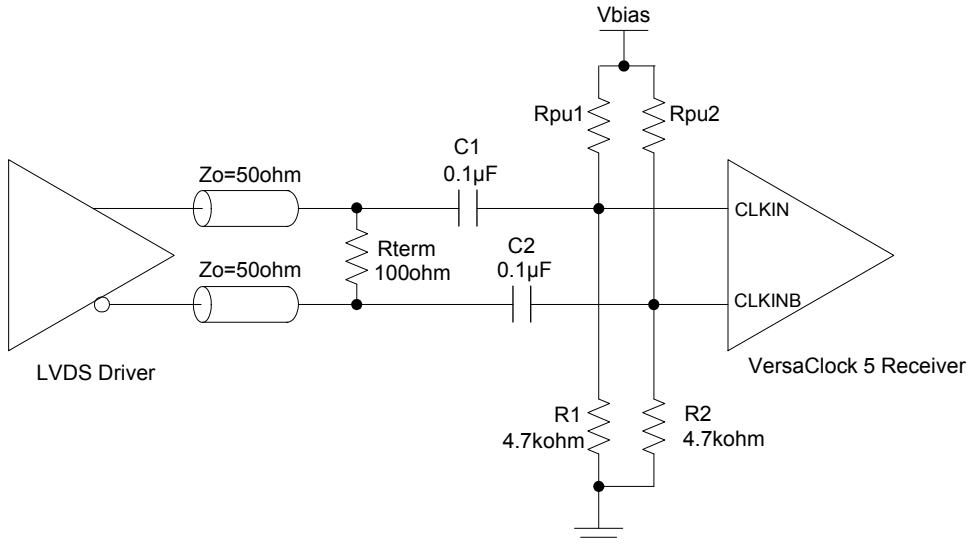 Vbias
Rpu1
Rpu2
C1
0.1µF
Zo=50ohm
CLKIN
Rterm
100ohm
C2
0.1µF
Zo=50ohm
CLKINB
LVDS Driver
VersaClock 5 Receiver
R1
4.7kohm
R2
4.7kohm